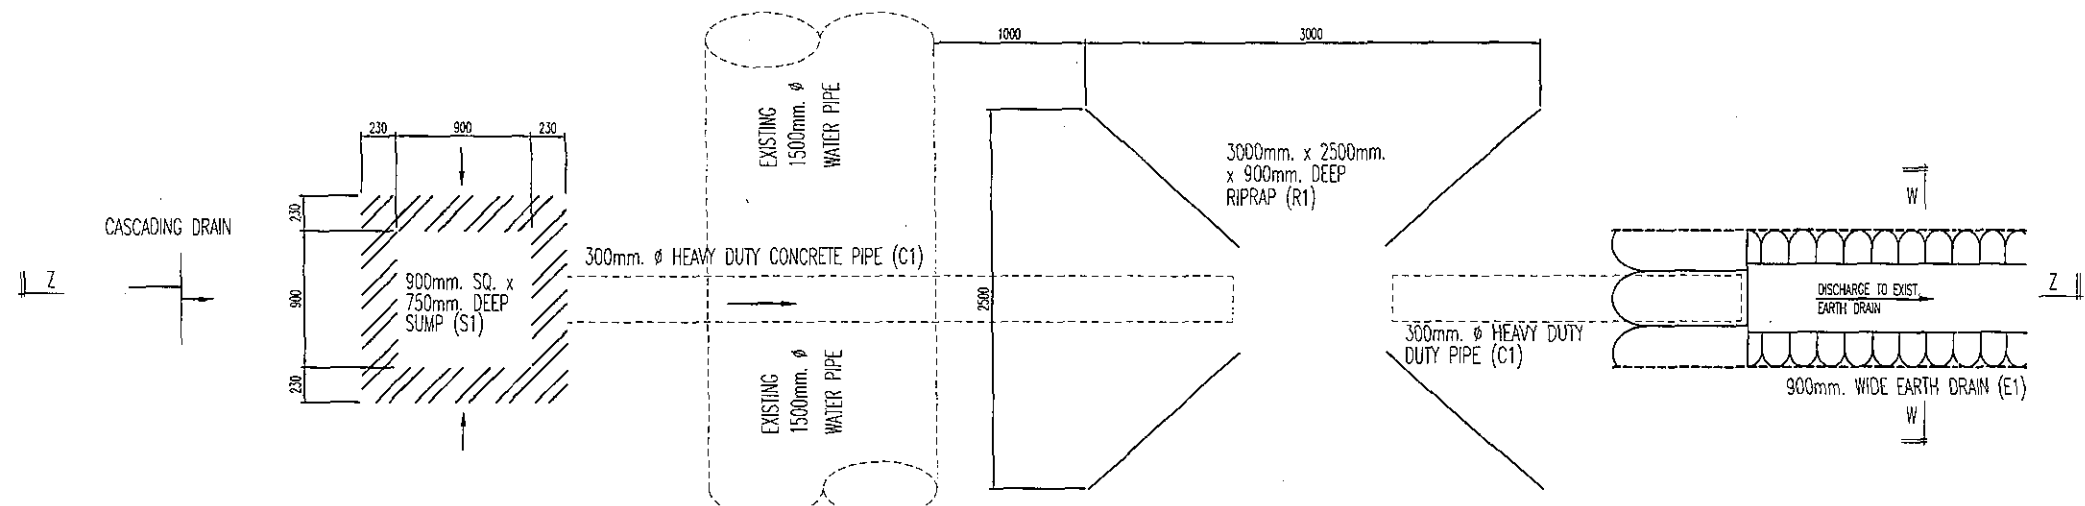 1000
3000
230
900
230
EXISTING
1500mm. ø
WATER PIPE
3000mm. x 2500mm.
x 900mm. DEEP
RIPRAP (R1)
W
230
CASCADING DRAIN
300mm. ø HEAVY DUTY CONCRETE PIPE (C1)
Z
900mm. SQ. x
750mm. DEEP
SUMP (S1)
900
2500
DISCHARGE TO EXIST.
EARTH DRAIN
Z
300mm. ø HEAVY DUTY
DUTY PIPE (C1)
230
EXISTING
1500mm. ø
WATER PIPE
900mm. WIDE EARTH DRAIN (E1)
W